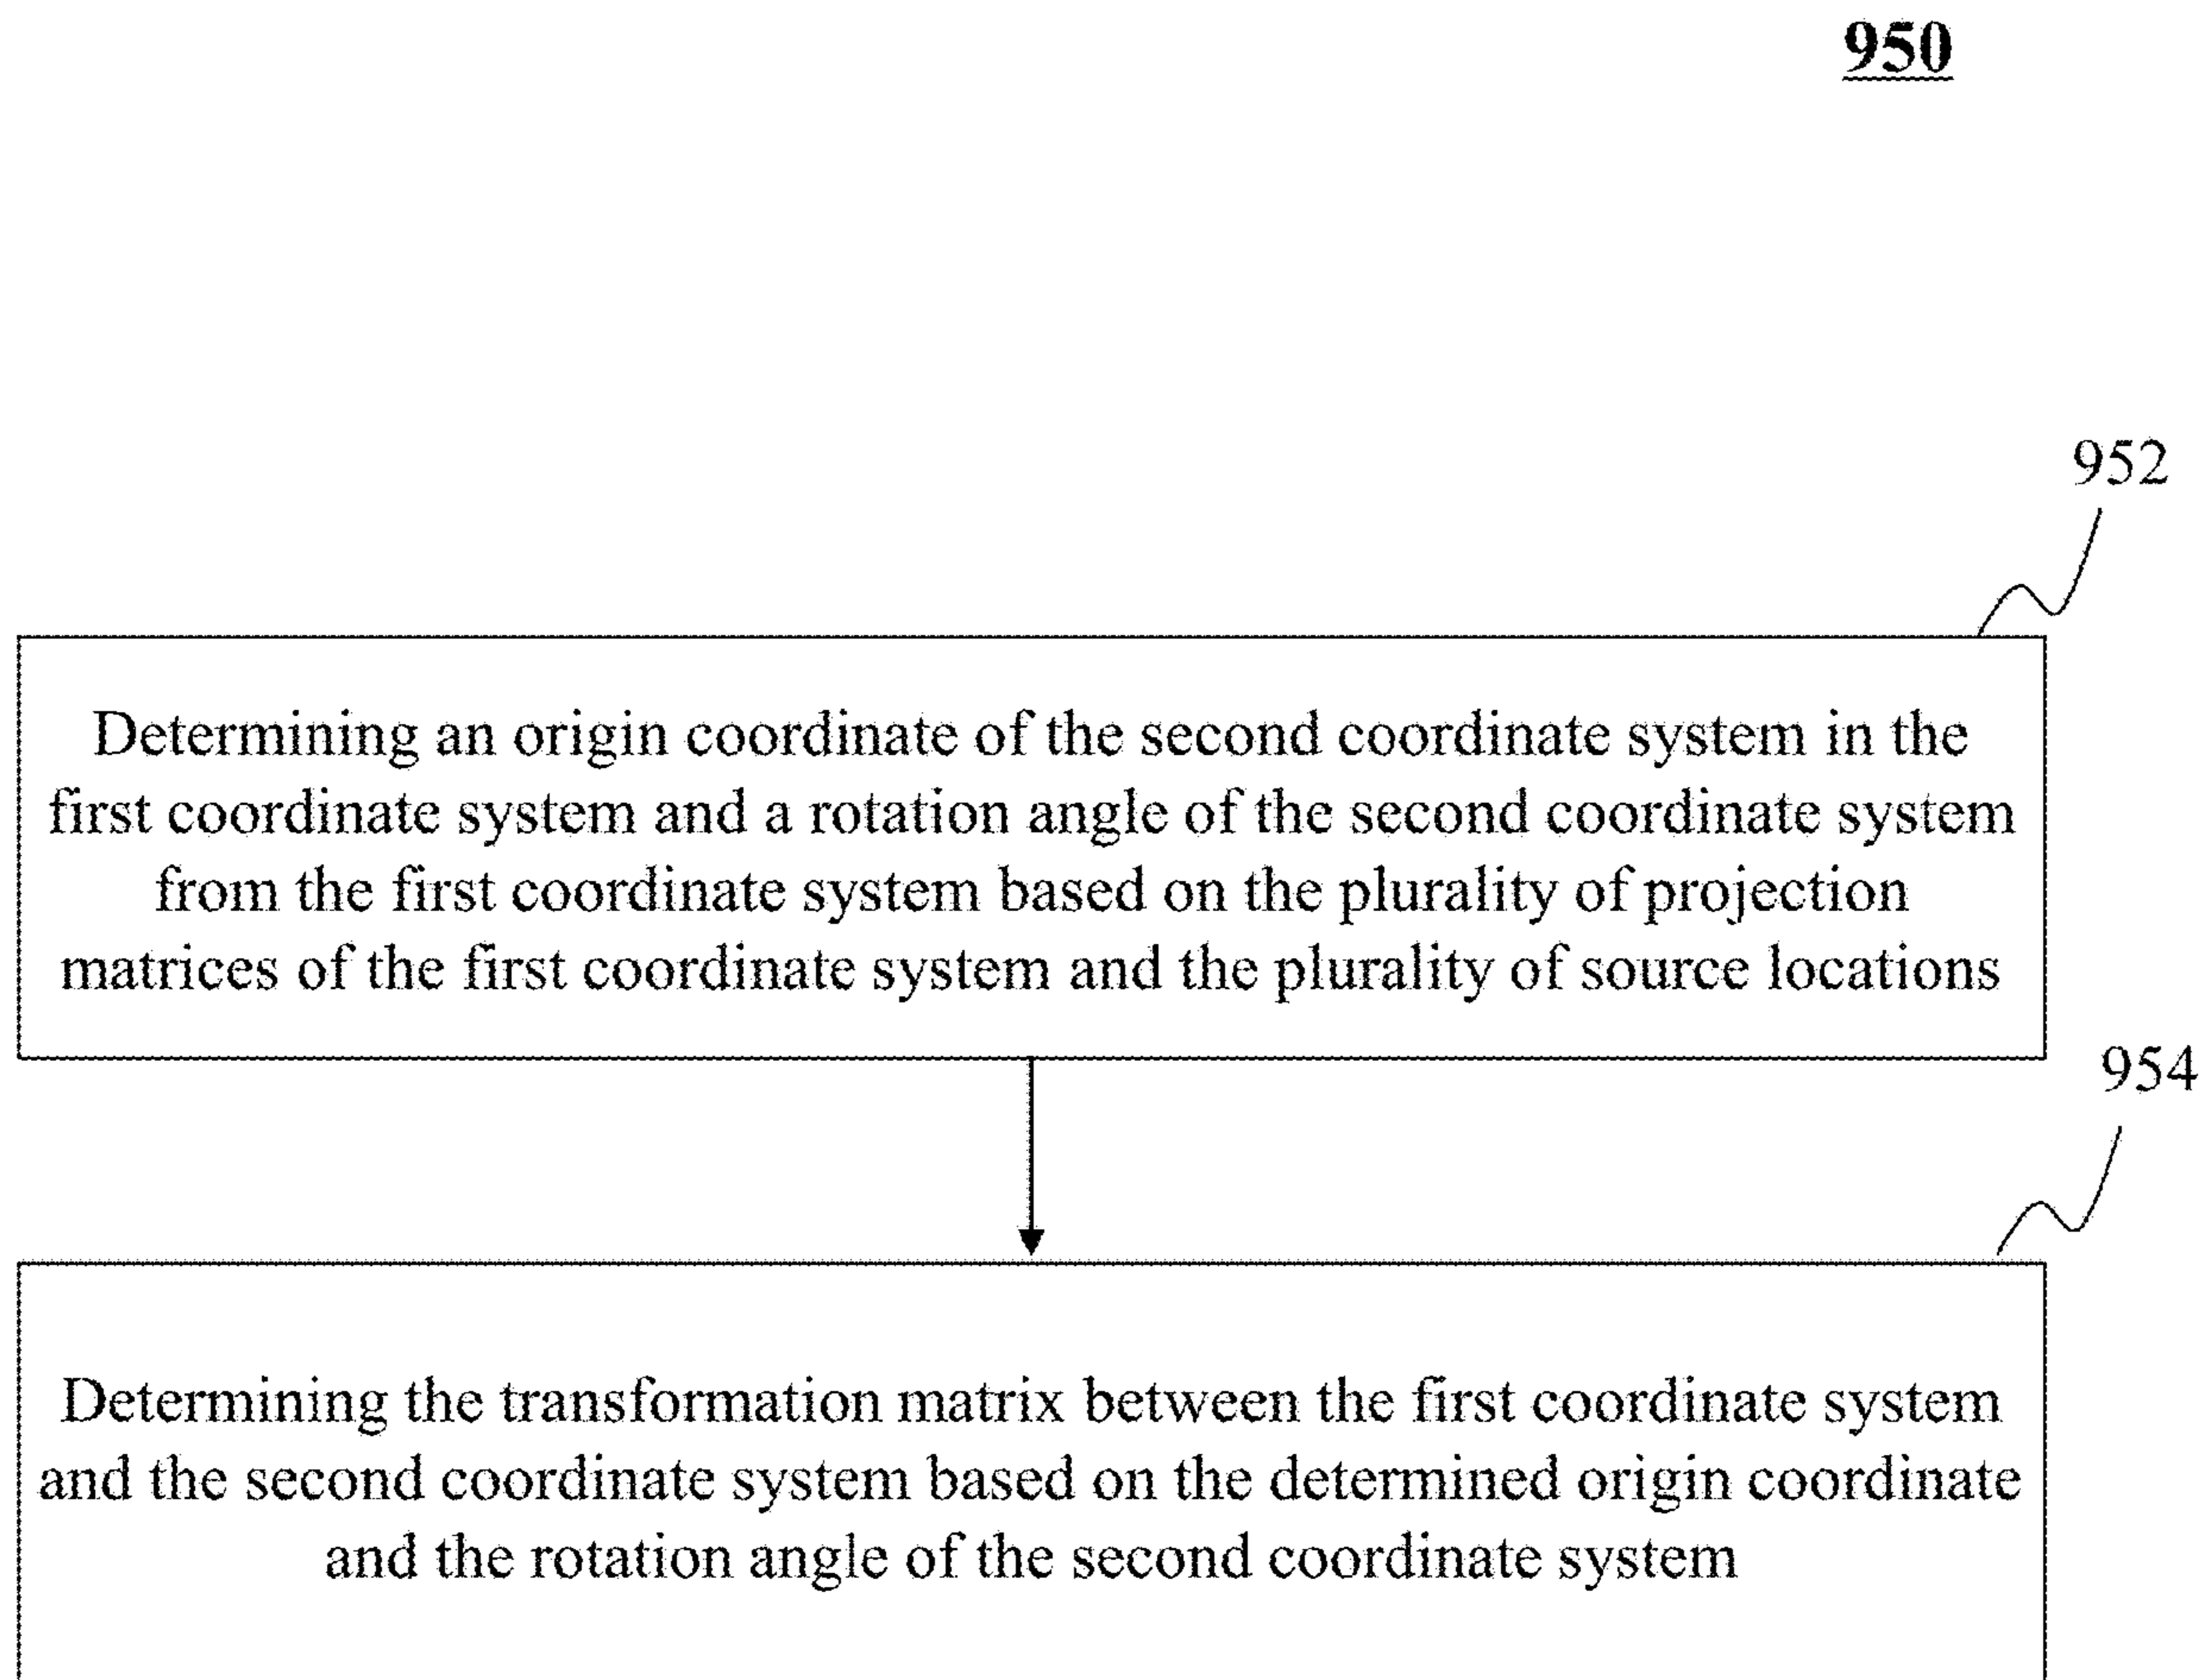 950
952
Determining an origin coordinate of the second coordinate system in the
first coordinate system and a rotation angle of the second coordinate system
from the first coordinate system based on the plurality of projection
matrices of the first coordinate system and the plurality of source locations
954
Determining the transformation matrix between the first coordinate system
and the second coordinate system based on the determined origin coordinate
and the rotation angle of the second coordinate system